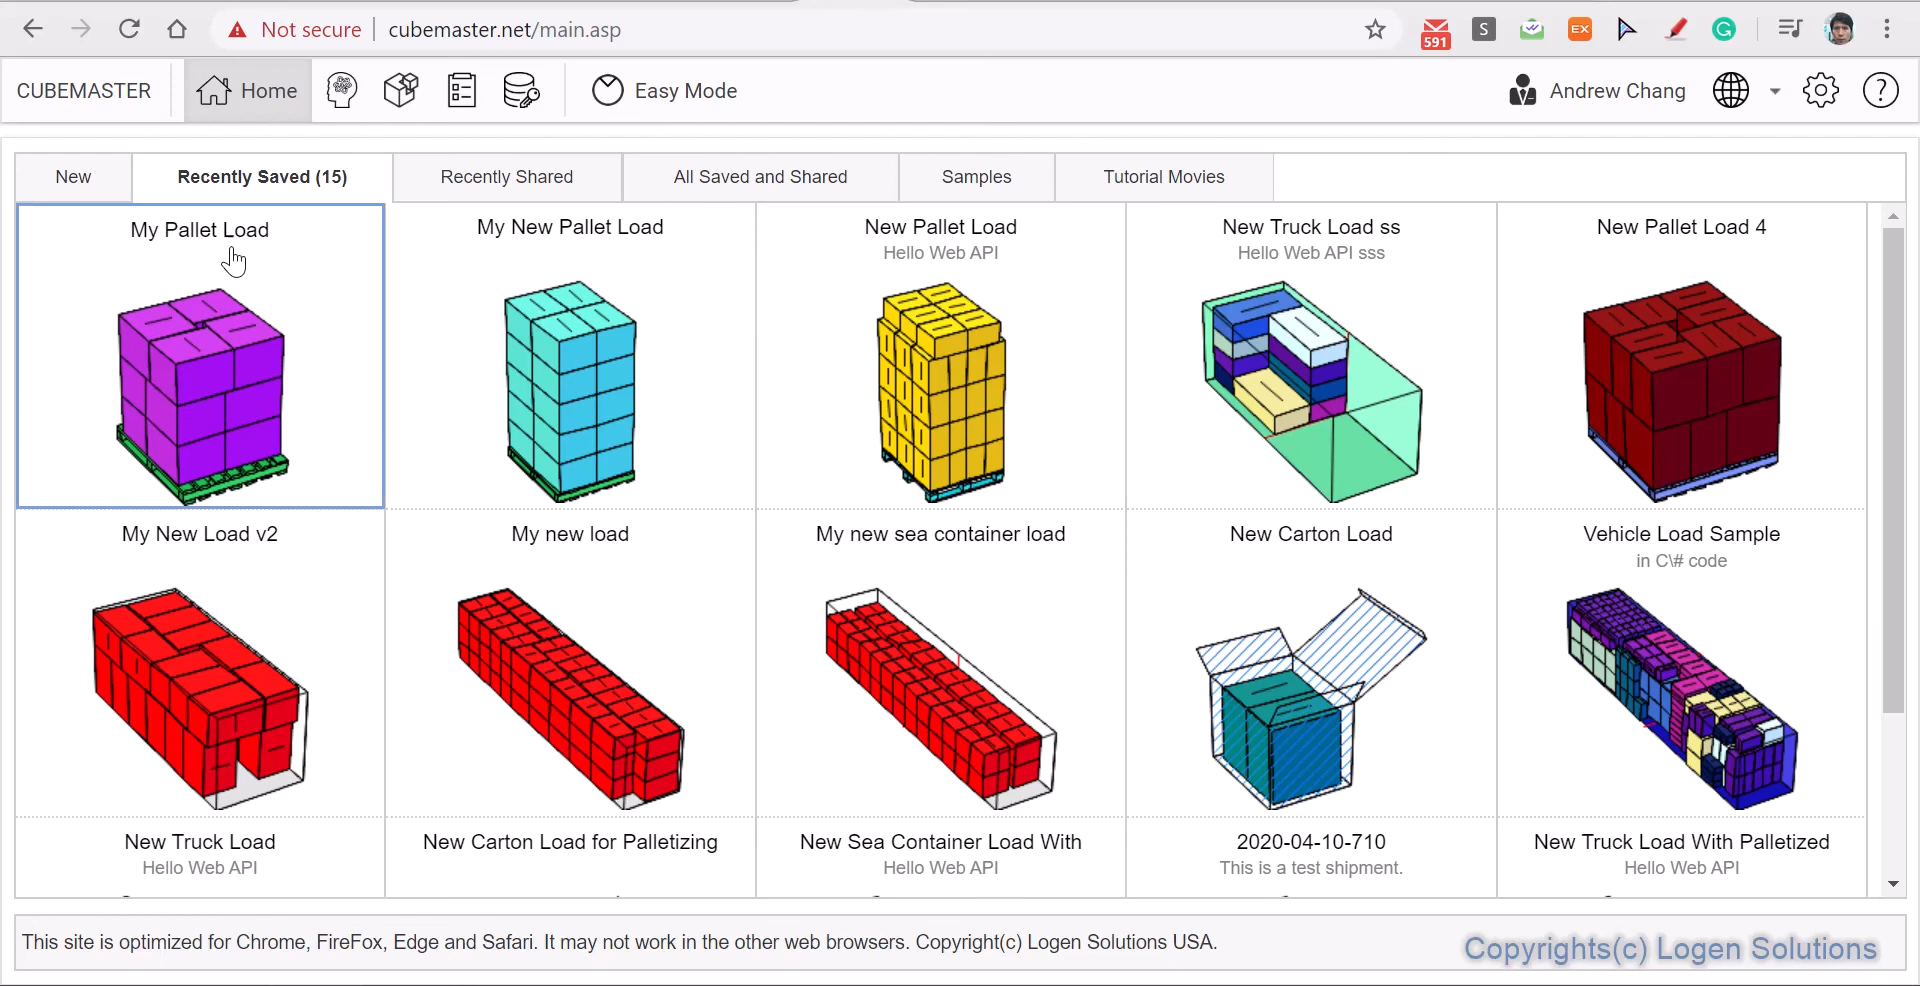 Not secure
cubemaster.net/main.asp
591
S
EX
G
CUBEMASTER
Home
Easy Mode
Andrew Chang
?
New
Recently Saved (15)
Recently Shared
All Saved and Shared
Samples
Tutorial Movies
My Pallet Load
My New Pallet Load
New Pallet Load
Hello Web API
New Truck Load ss
Hello Web API sss
New Pallet Load 4
My New Load v2
My new load
My new sea container load
New Carton Load
Vehicle Load Sample
in C\# code
New Truck Load
Hello Web API
New Carton Load for Palletizing
New Sea Container Load With
Hello Web API
2020-04-10-710
This is a test shipment.
New Truck Load With Palletized
Hello Web API
This site is optimized for Chrome, FireFox, Edge and Safari. It may not work in the other web browsers. Copyright(c) Logen Solutions USA.
Copyrights(c) Logen Solutions